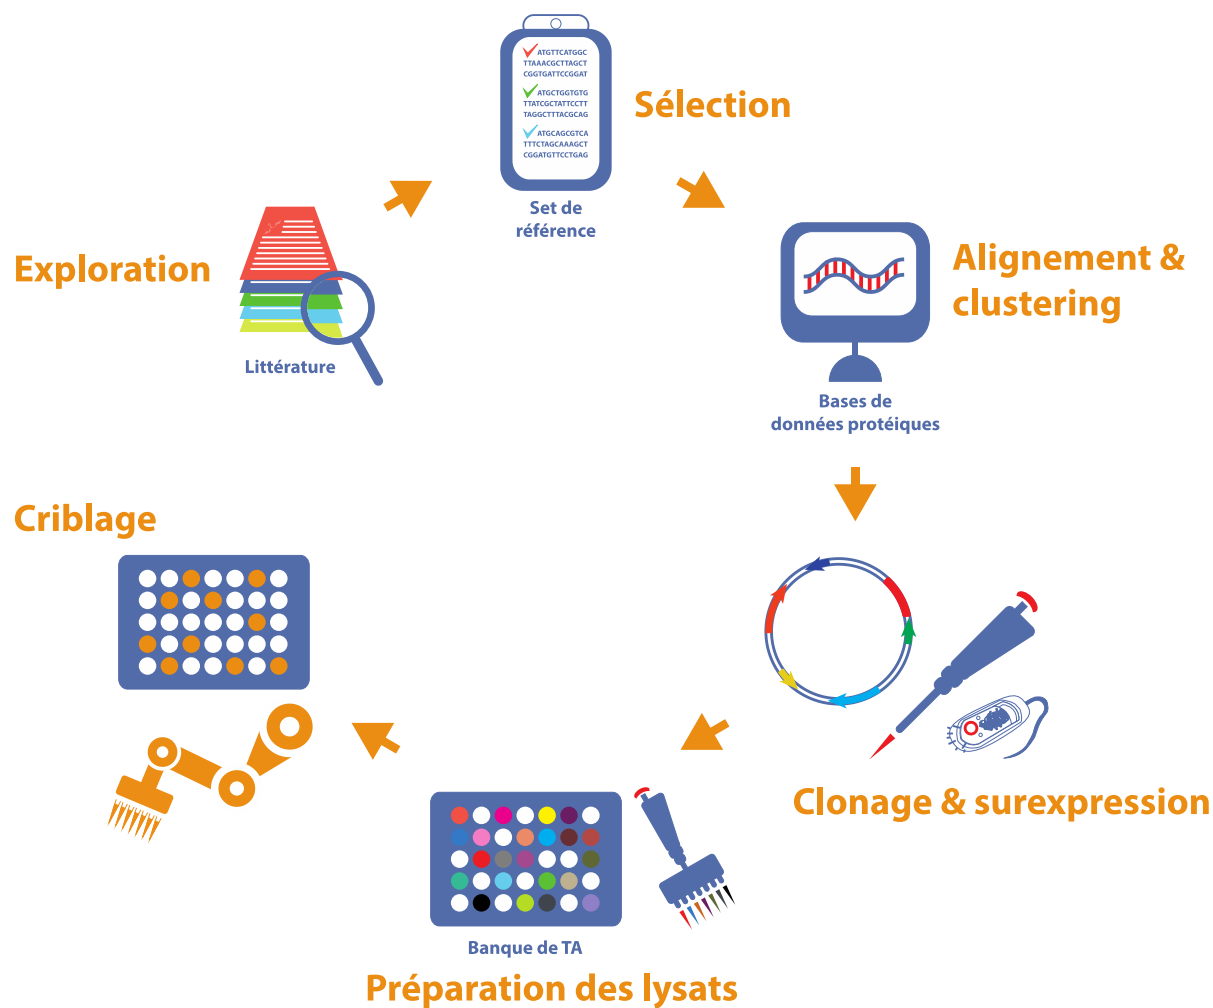 ATGTTCATGGC
TTAAACGCTTAGCT
CGGTGATTCCGGAT
ATGCTGGTGTG
TTATCGCTATTCCTT
TAGGCTTTACGCAG
ATGCAGCGTCA
TTTCTAGCAAAGCT
CGGATGTTCCTGAG
Sélection
Set de
référence
Exploration
Littérature
Alignement &
clustering
Bases de
données protéiques
Criblage
Clonage & surexpression
Banque de TA
Préparation des lysats